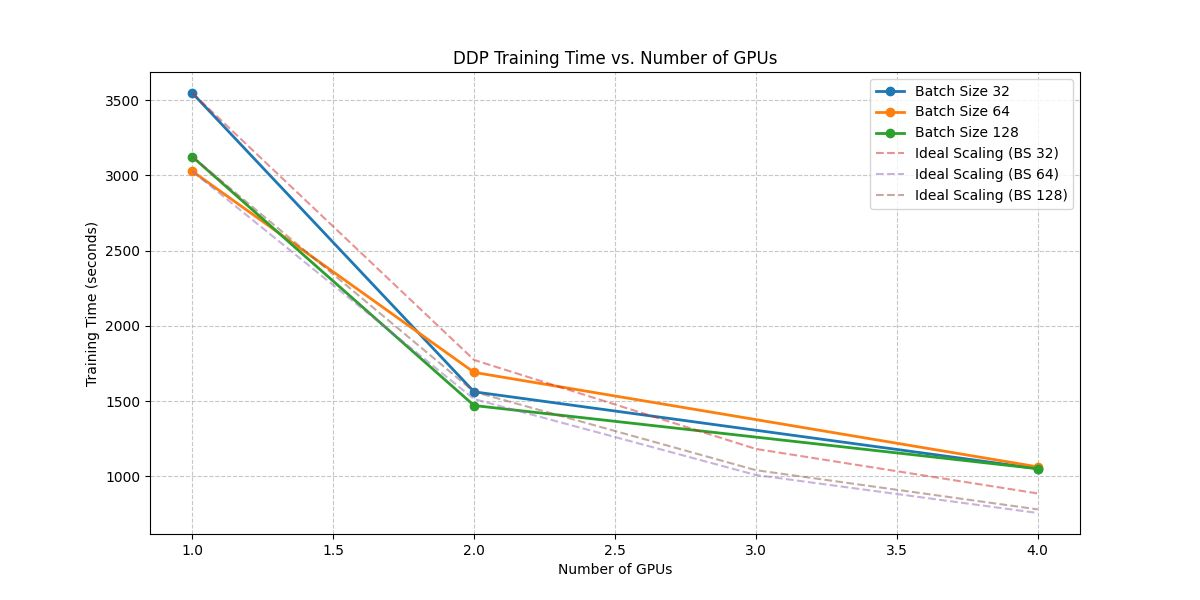 DDP Training Time vs. Number of GPUs
Batch Size 32
Batch Size 64
Batch Size 128
Ideal Scaling (BS 32)
Ideal Scaling (BS 64)
Ideal Scaling (BS 128)
Training Time (seconds)
3500
3000
2500
2000
1500
1000
1.0
1.5
2.0
2.5
3.0
3.5
4.0
Number of GPUs